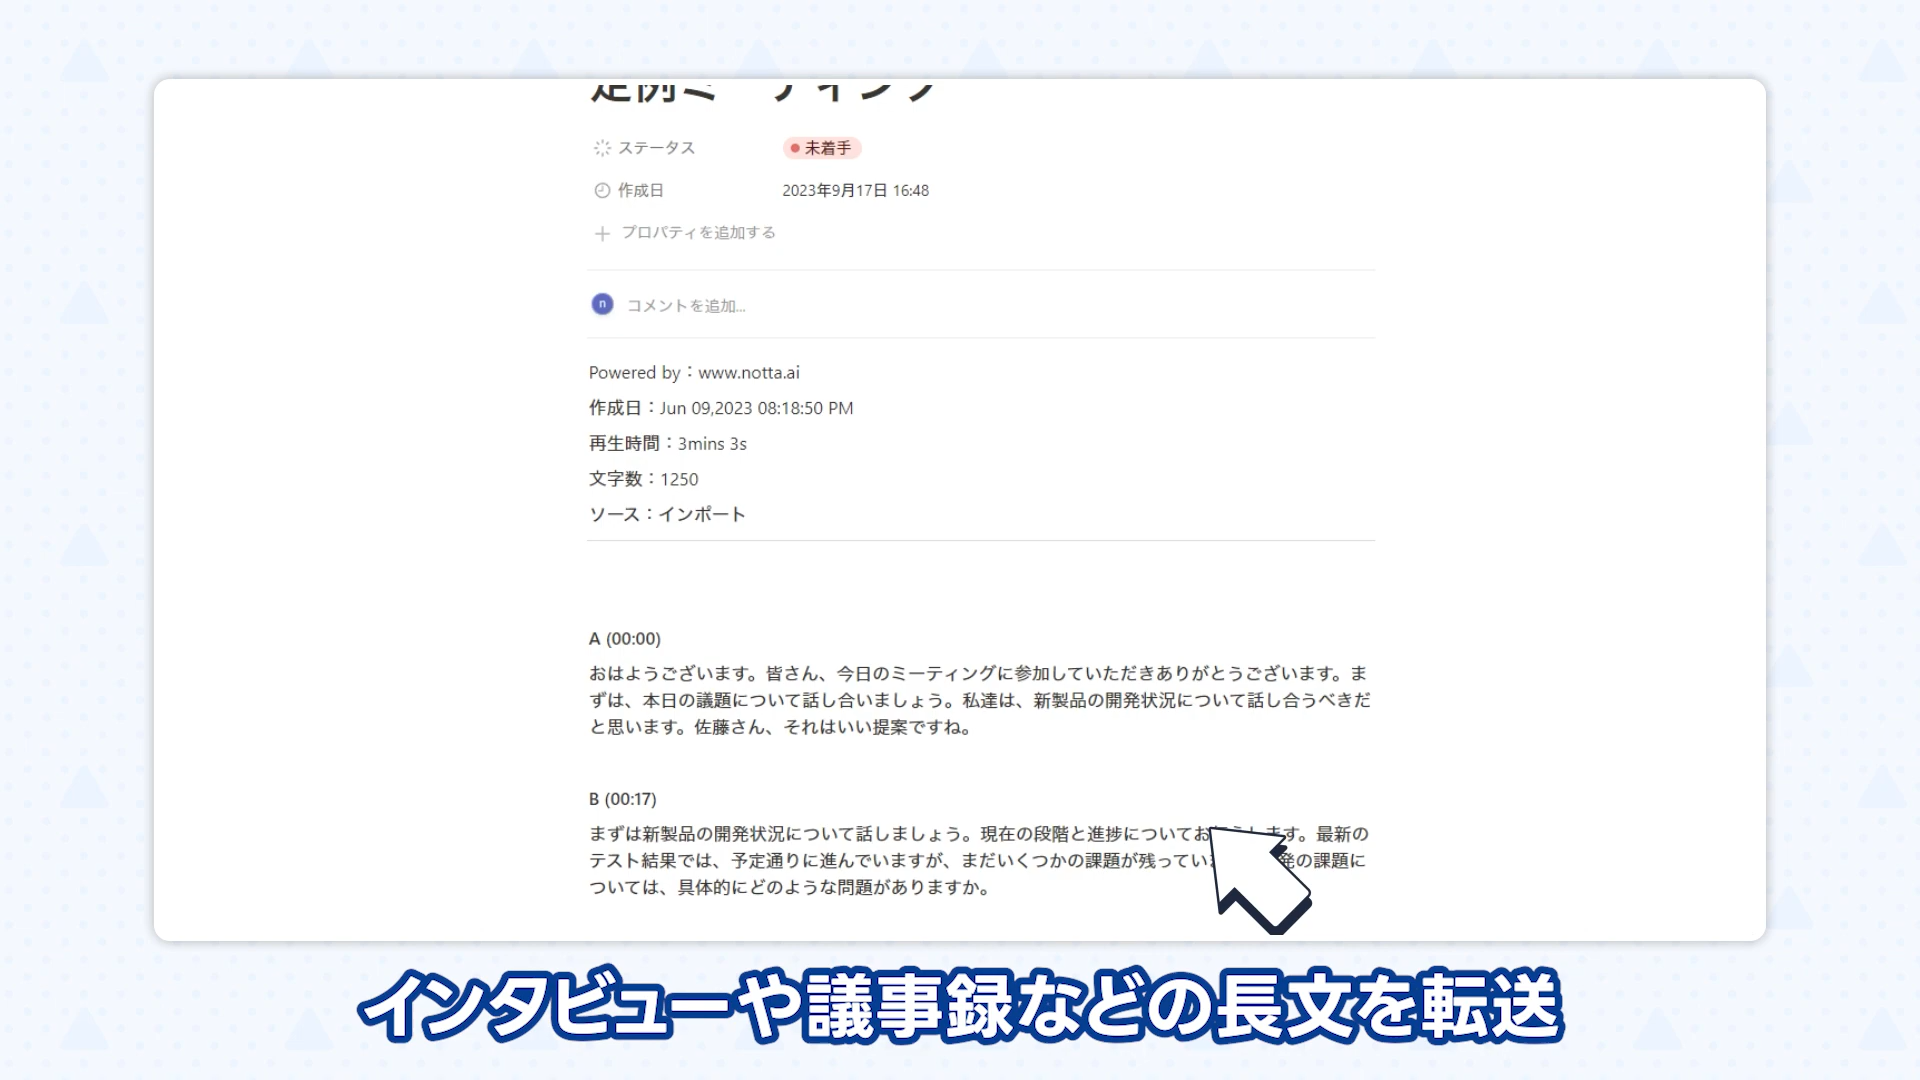 定例ミーティング
ステータス 未着手
作成日 2023年9月17日 16:48
プロパティを追加する
n コメントを追加...
Powered by：www.notta.ai
作成日：Jun 09,2023 08:18:50 PM
再生時間：3mins 3s
文字数：1250
ソース：インポート
A (00:00)
おはようございます。皆さん、今日のミーティングに参加していただきありがとうございます。ま
ずは、本日の議題について話し合いましょう。私達は、新製品の開発状況について話し合うべきだ
と思います。佐藤さん、それはいい提案ですね。
B (00:17)
まずは新製品の開発状況について話しましょう。現在の段階と進捗についてお ます。最新の
テスト結果では、予定通りに進んでいますが、まだいくつかの課題が残ってい 発の課題に
ついては、具体的にどのような問題がありますか。
インタビューや議事録などの長文を転送